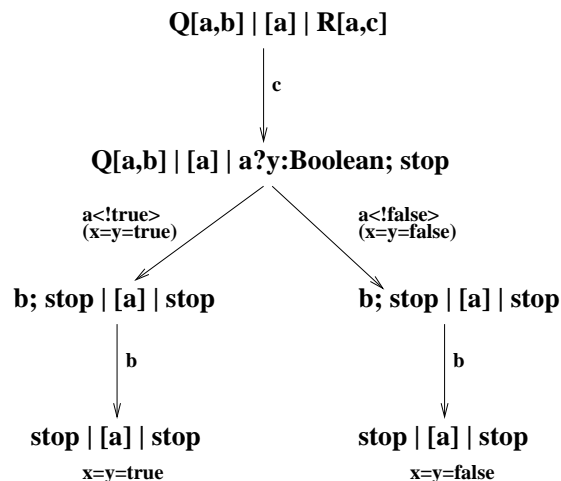 Q[a,b] | [a] | R[a,c]
c
Q[a,b] | [a] | a?y:Boolean; stop
a<!true>
(x=y=true)
a<!false>
(x=y=false)
b; stop | [a] | stop
b; stop | [a] | stop
b
b
stop | [a] | stop
stop | [a] | stop
x=y=true
x=y=false